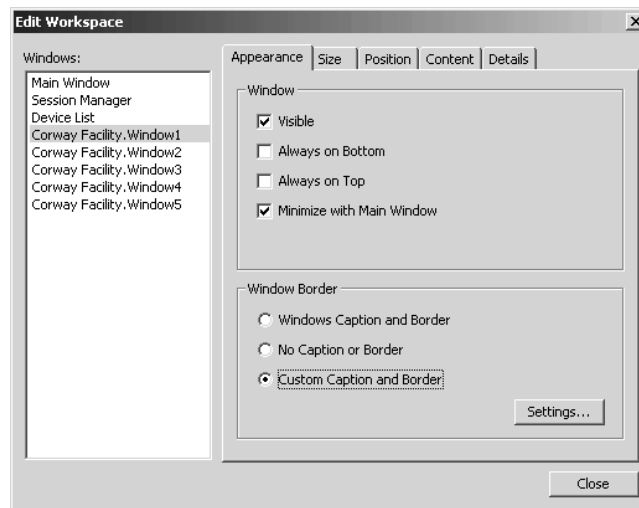 Edit Workspace
Windows:
Main Window
Session Manager
Device List
Corway Facility.Window1
Corway Facility.Window2
Corway Facility.Window3
Corway Facility.Window4
Corway Facility.Window5
Appearance Size Position Content Details
Window
Visible
Always on Bottom
Always on Top
Minimize with Main Window
Window Border
Windows Caption and Border
No Caption or Border
Custom Caption and Border
Settings...
Close